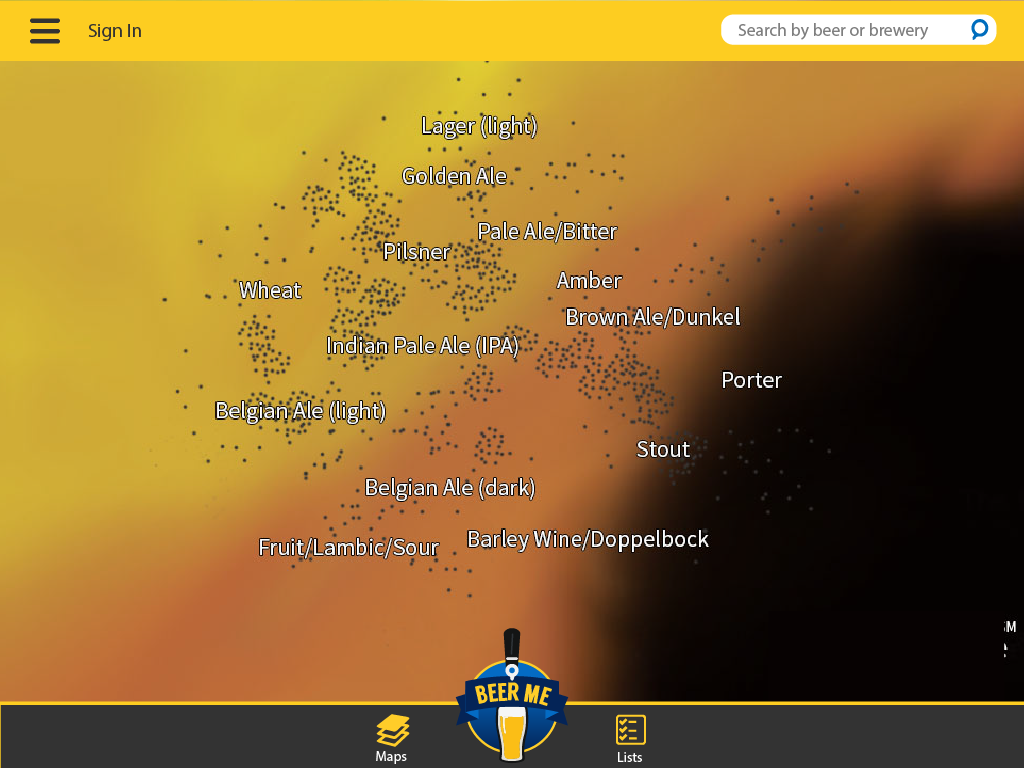 Sign In
Search by beer or brewery
Lager (light)
Golden Ale
Pale Ale/Bitter
Pilsner
Amber
Wheat
Brown Ale/Dunkel
Indian Pale Ale (IPA)
Porter
Belgian Ale (light)
Stout
Belgian Ale (dark)
Barley Wine/Doppelbock
Fruit/Lambic/Sour
BEER ME
Maps
Lists